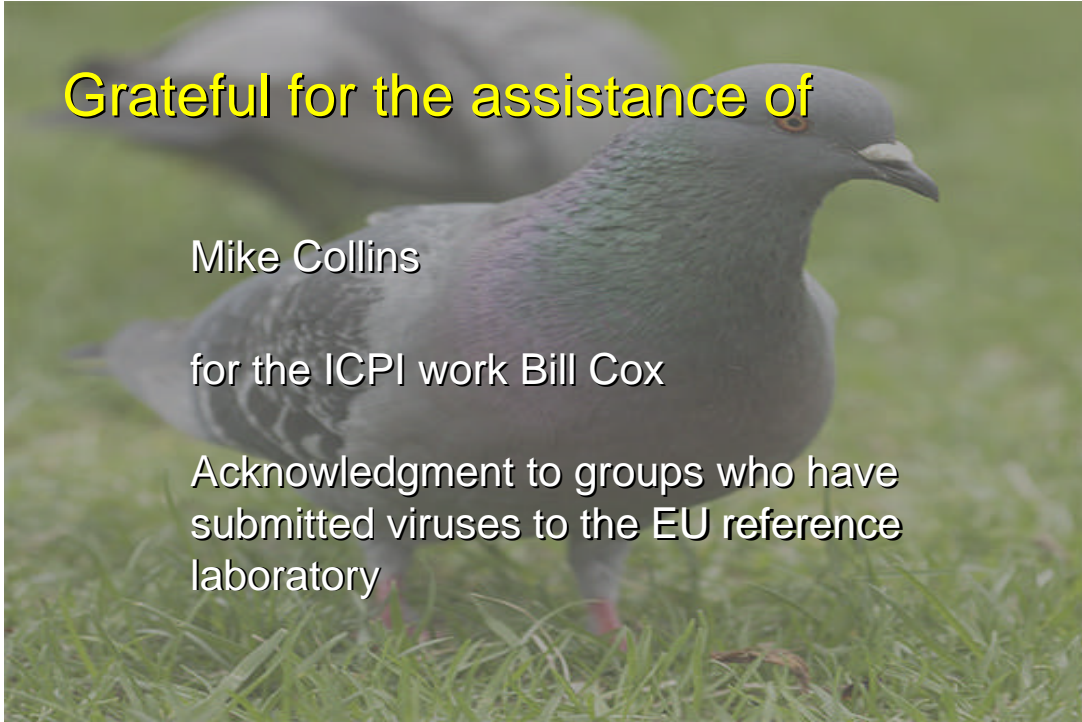 Grateful for the assistance of
Mike Collins
for the ICPI work Bill Cox
Acknowledgment to groups who have
submitted viruses to the EU reference
laboratory